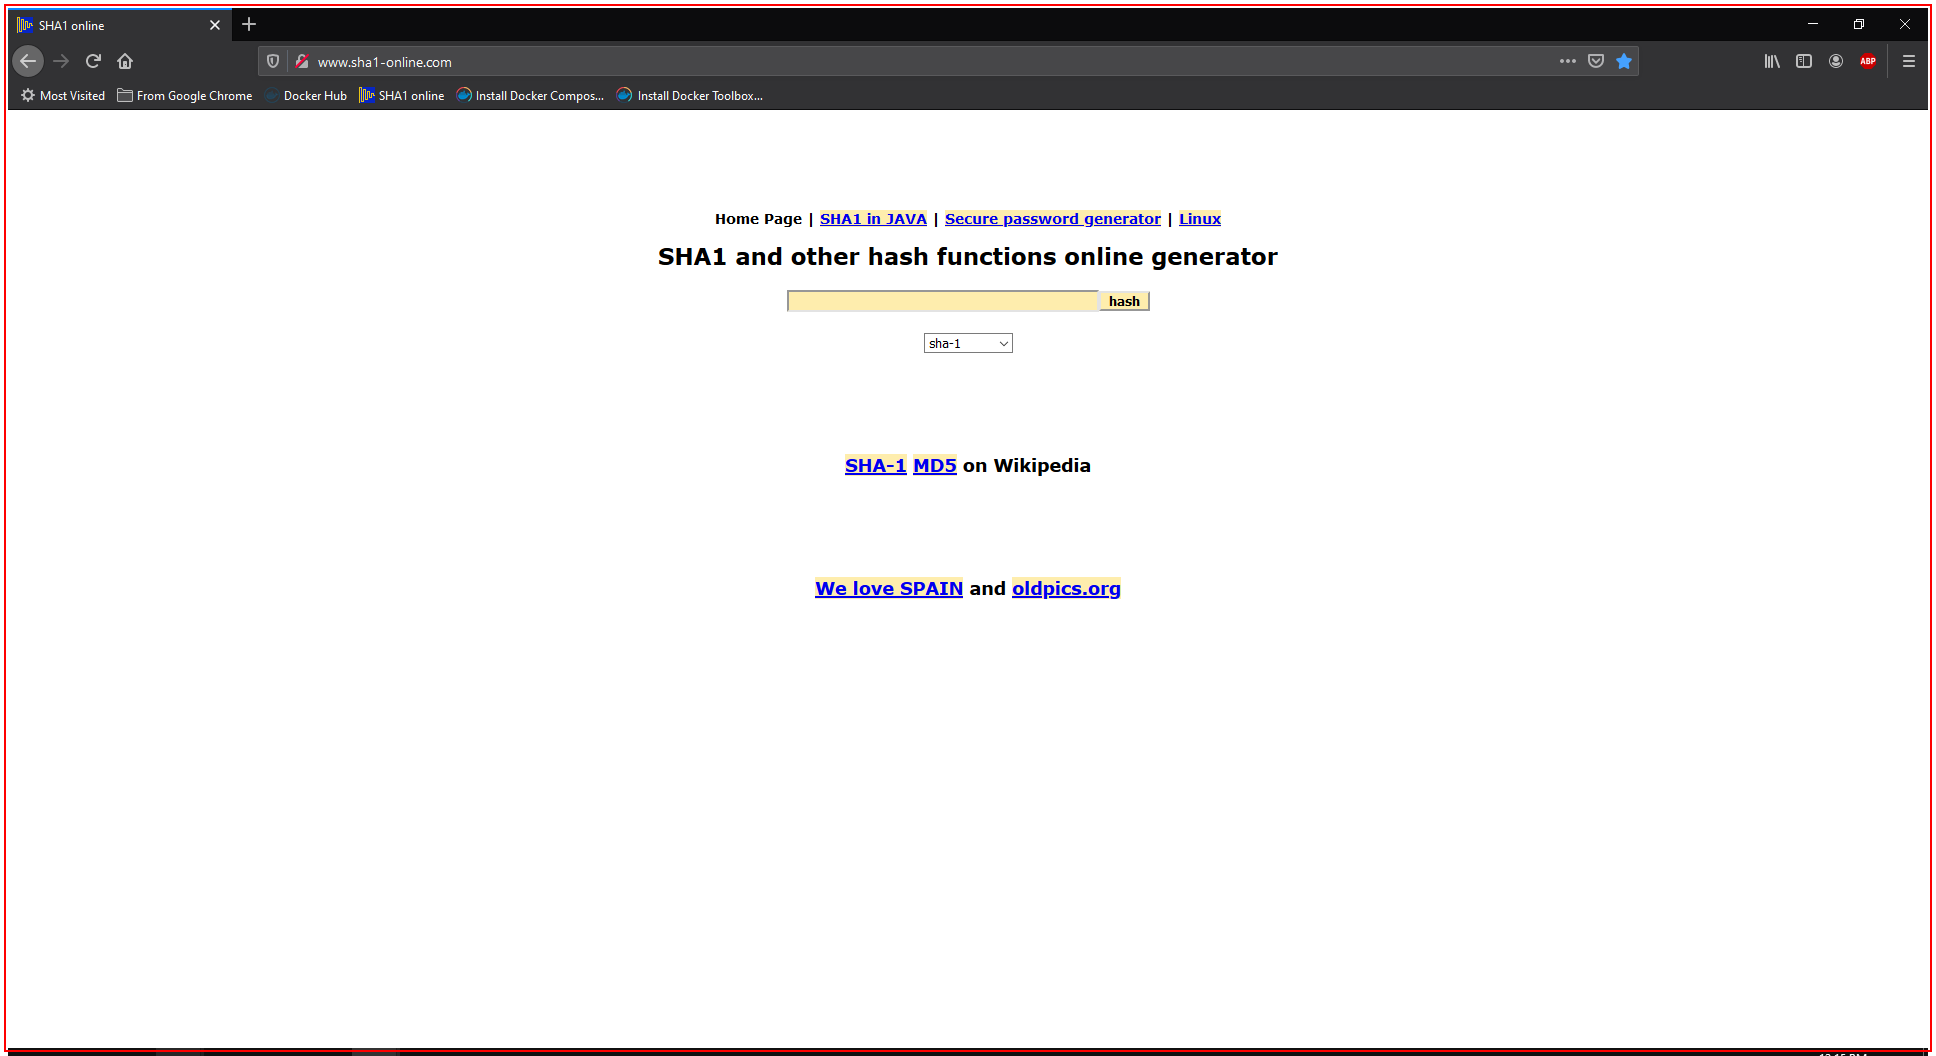 SHA1 online
www.sha1-online.com
ABP
Most Visited From Google Chrome Docker Hub SHA1 online Install Docker Compos... Install Docker Toolbox...
Home Page | SHA1 in JAVA | Secure password generator | Linux
SHA1 and other hash functions online generator
hash
sha-1
SHA-1 MD5 on Wikipedia
We love SPAIN and oldpics.org